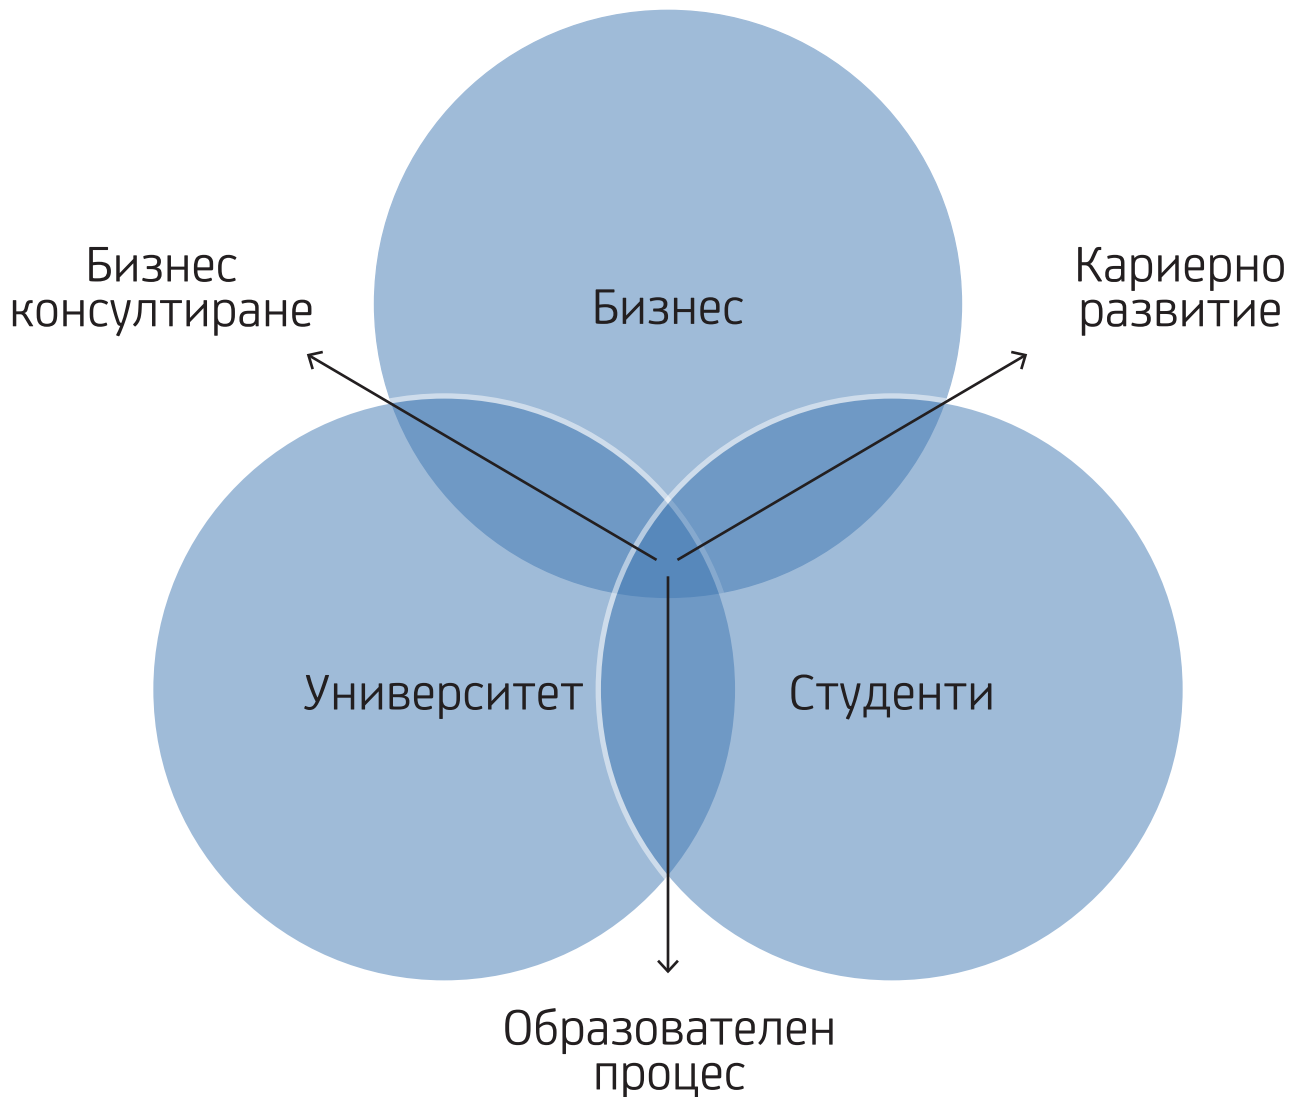 Бизнес
консултиране
Бизнес
Кариерно
развитие
Университет
Студенти
Образователен
процес